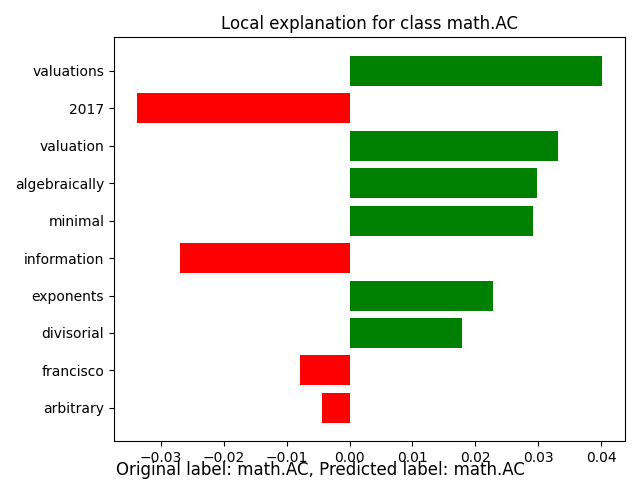 Local explanation for class math.AC
valuations
2017
valuation
algebraically
minimal
information
exponents
divisorial
francisco
arbitrary
−0.03 −0.02 −0.01 0.00 0.01 0.02 0.03 0.04
Original label: math.AC, Predicted label: math.AC